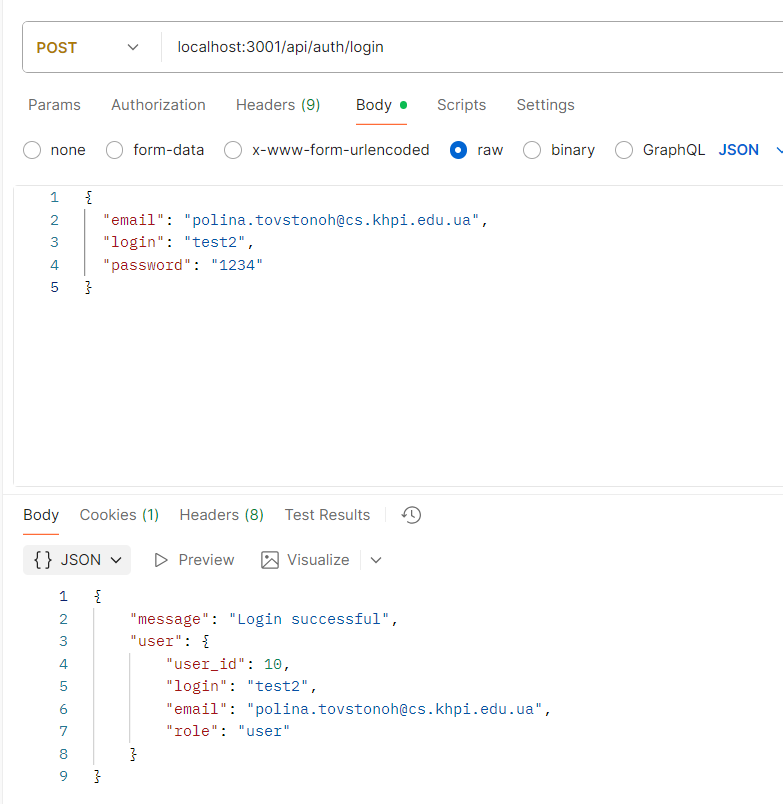 POST localhost:3001/api/auth/login
Params Authorization Headers (9) Body Scripts Settings
none form-data x-www-form-urlencoded raw binary GraphQL JSON
1 {
2 "email": "polina.tovstonoh@cs.khpi.edu.ua",
3 "login": "test2",
4 "password": "1234"
5 }
Body Cookies (1) Headers (8) Test Results
{} JSON Preview Visualize
1 {
2 "message": "Login successful",
3 "user": {
4 "user_id": 10,
5 "login": "test2",
6 "email": "polina.tovstonoh@cs.khpi.edu.ua",
7 "role": "user"
8 }
9 }